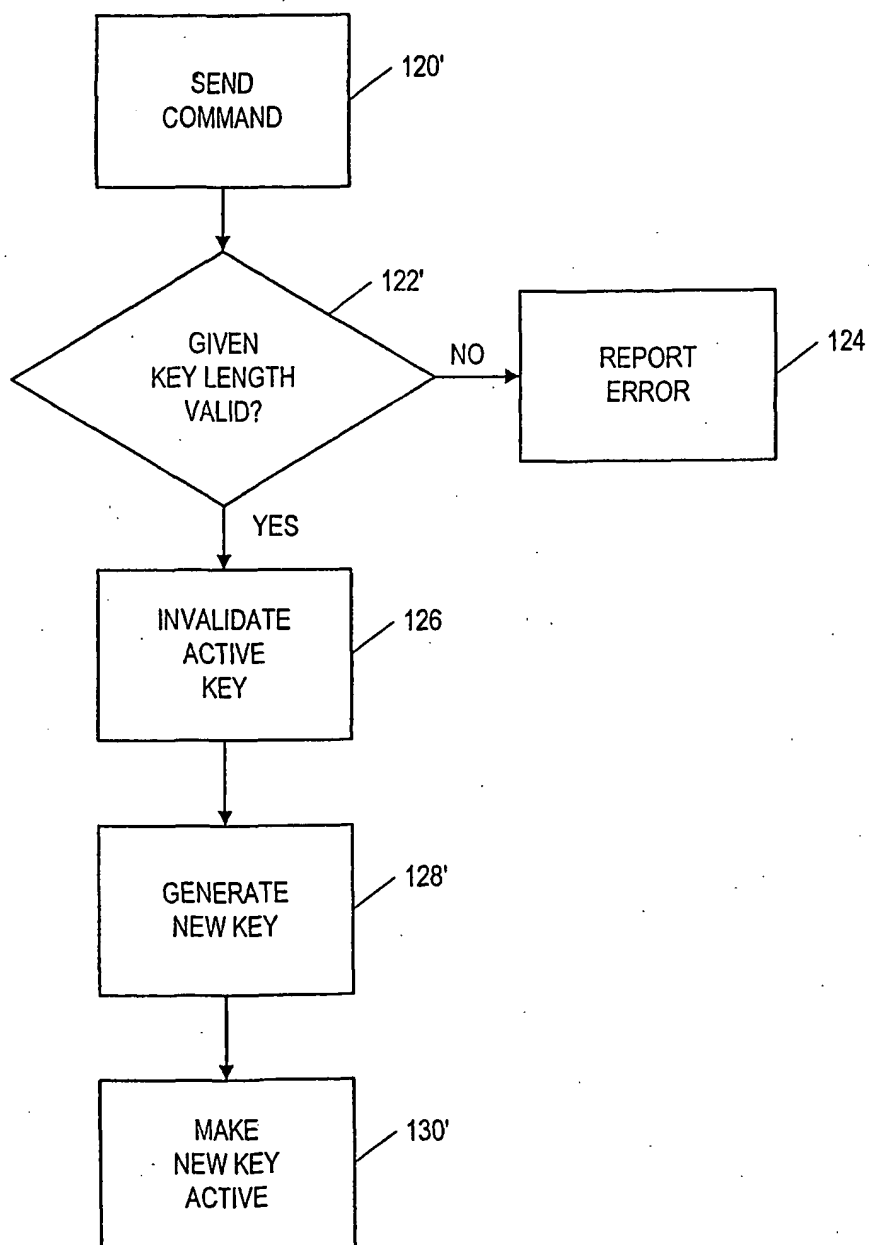 SEND
COMMAND
120'
GIVEN
KEY LENGTH
VALID?
122'
NO
REPORT
ERROR
124
YES
INVALIDATE
ACTIVE
KEY
126
GENERATE
NEW KEY
128'
MAKE
NEW KEY
ACTIVE
130'